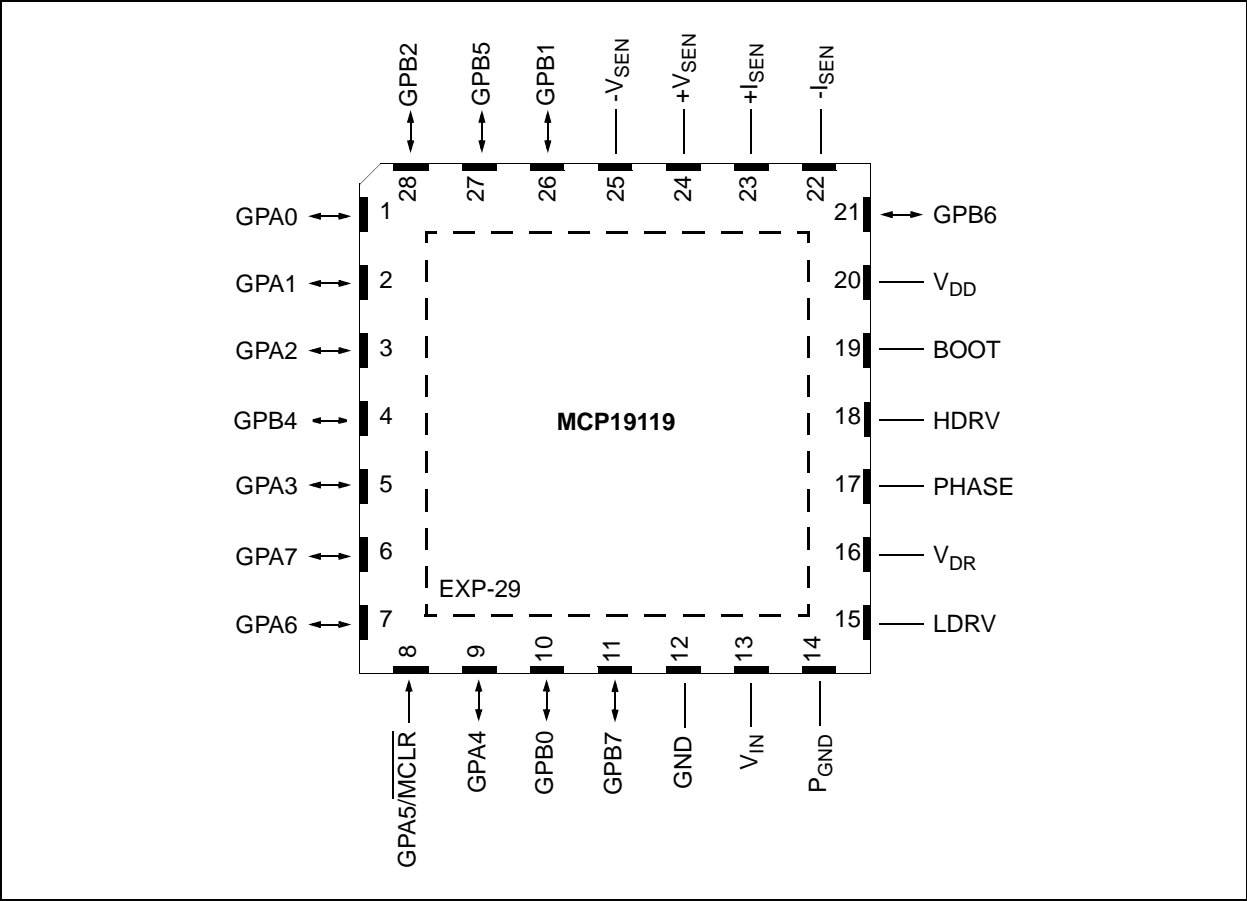 GPB2
GPB5
GPB1
-VSEN
+VSEN
+ISEN
-ISEN
28
27
26
25
24
23
22
GPA0
1
21
GPB6
GPA1
2
20
VDD
GPA2
3
19
BOOT
GPB4
4
MCP19119
18
HDRV
GPA3
5
17
PHASE
GPA7
6
16
VDR
EXP-29
GPA6
7
15
LDRV
8
9
10
11
12
13
14
GPA5/MCLR
GPA4
GPB0
GPB7
GND
VIN
PGND